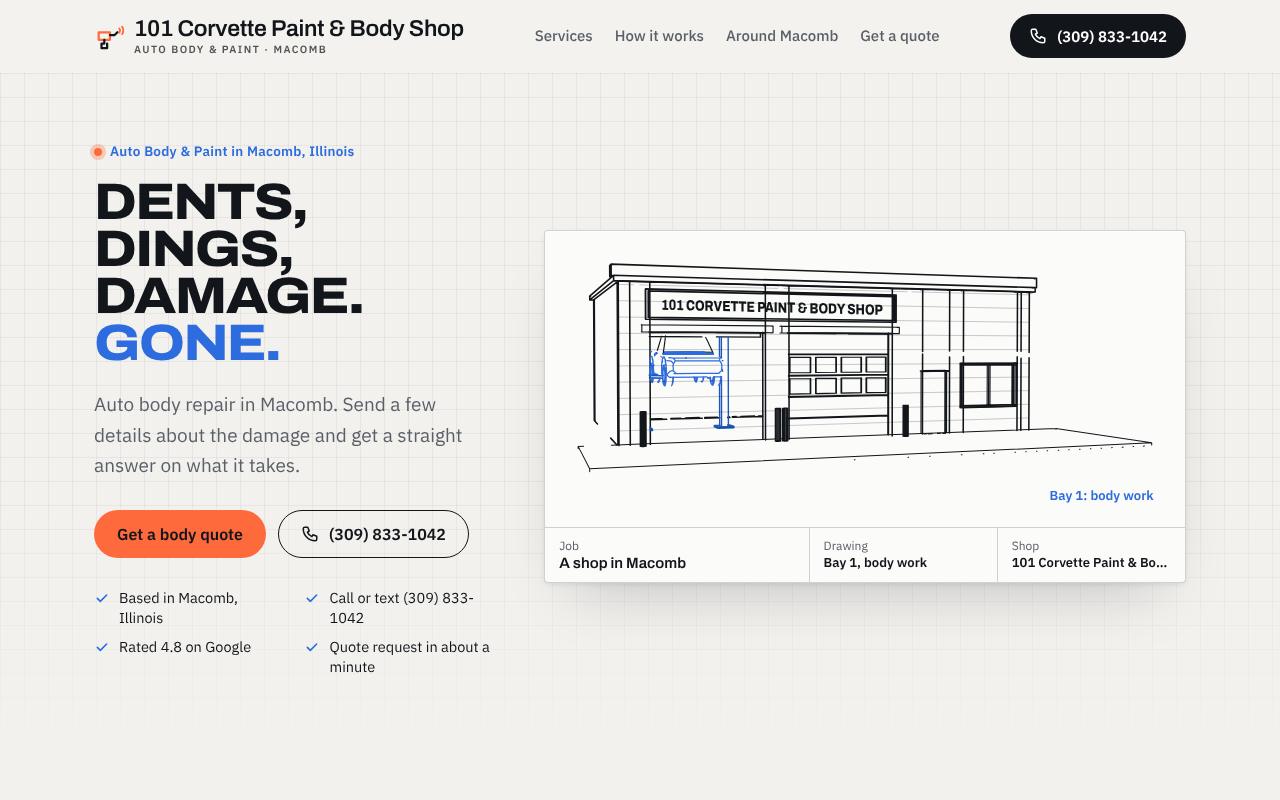 101 Corvette Paint & Body Shop
AUTO BODY & PAINT · MACOMB
Services
How it works
Around Macomb
Get a quote
(309) 833-1042
Auto Body & Paint in Macomb, Illinois
DENTS,
DINGS,
DAMAGE.
GONE.
Auto body repair in Macomb. Send a few
details about the damage and get a straight
answer on what it takes.
Get a body quote
(309) 833-1042
Based in Macomb,
Illinois
Call or text (309) 833-
1042
Rated 4.8 on Google
Quote request in about a
minute
101 CORVETTE PAINT & BODY SHOP
Bay 1: body work
Job
A shop in Macomb
Drawing
Bay 1, body work
Shop
101 Corvette Paint & Bo...